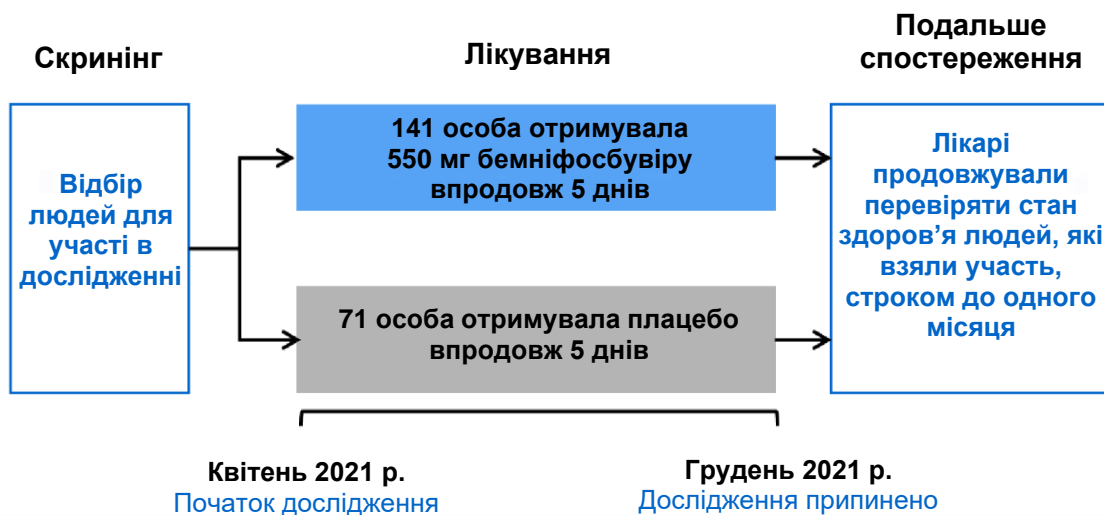 Скринінг
Лікування
Подальше
спостереження
Відбір
людей для
участі в
дослідженні
141 особа отримувала
550 мг бемніфосбувіру
впродовж 5 днів
71 особа отримувала плацебо
впродовж 5 днів
Лікарі
продовжували
перевіряти стан
здоров’я людей, які
взяли участь,
строком до одного
місяця
Квітень 2021 р.
Початок дослідження
Грудень 2021 р.
Дослідження припинено